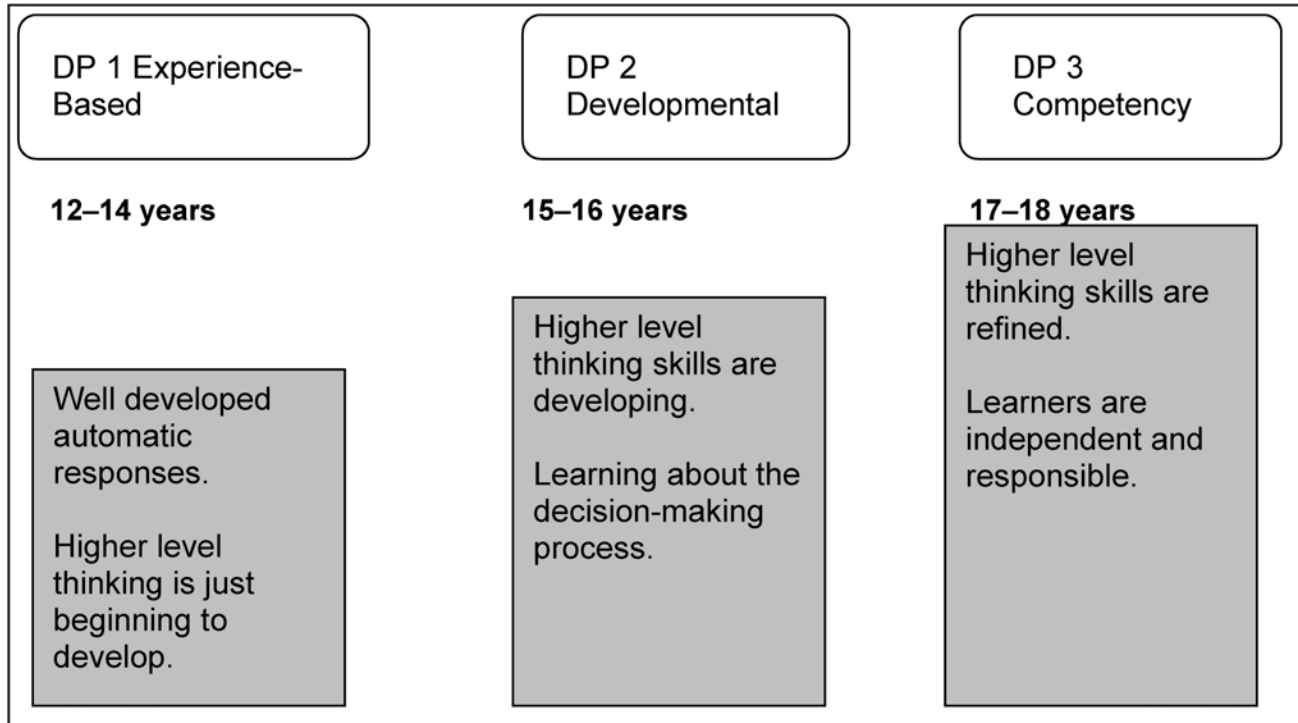 DP 1 Experience-
Based
12–14 years
Well developed
automatic
responses.
Higher level
thinking is just
beginning to
develop.
DP 2
Developmental
15–16 years
Higher level
thinking skills are
developing.
Learning about the
decision-making
process.
DP 3
Competency
17–18 years
Higher level
thinking skills are
refined.
Learners are
independent and
responsible.